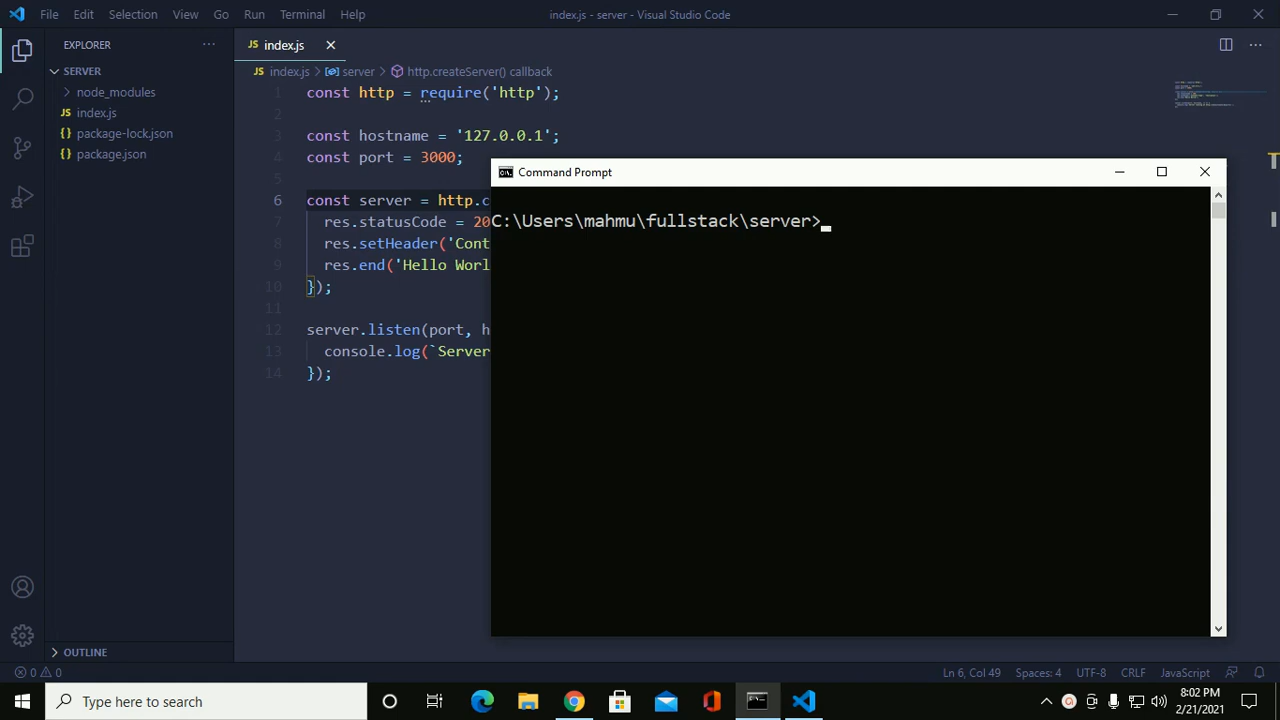 File Edit Selection View Go Run Terminal Help
index.js - server - Visual Studio Code
EXPLORER
SERVER
node_modules
index.js
package-lock.json
package.json
OUTLINE
JS index.js
JS index.js > server > http.createServer() callback
1 const http = require('http');
2
3 const hostname = '127.0.0.1';
4 const port = 3000;
5
6 const server = http.c
7 res.statusCode = 20
8 res.setHeader('Cont
9 res.end('Hello Worl
10 });
11
12 server.listen(port, h
13 console.log(`Server
14 });
Command Prompt
C:\Users\mahmu\fullstack\server>
0 0
Ln 6, Col 49 Spaces: 4 UTF-8 CRLF JavaScript
Type here to search
8:02 PM
2/21/2021